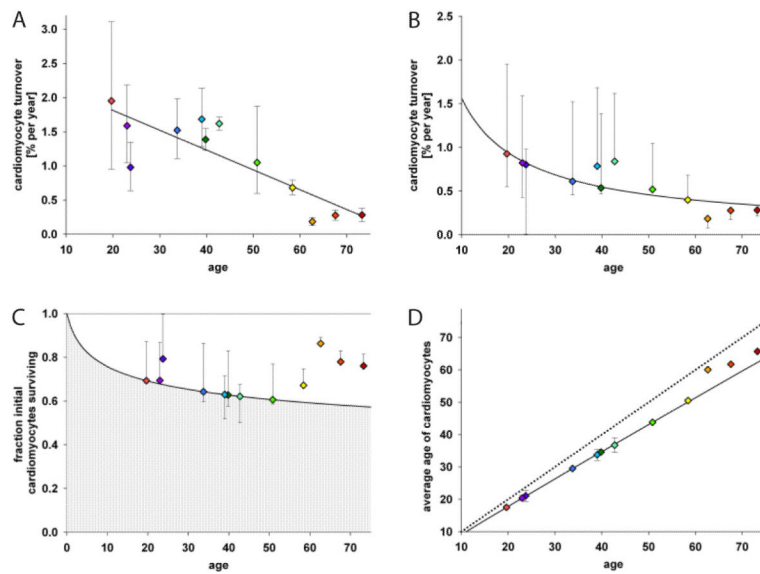 A
3.0
2.5
2.0
1.5
1.0
0.5
0.0
10 20 30 40 50 60 70
age
cardiomyocyte turnover
[% per year]
B
2.5
2.0
1.5
1.0
0.5
0.0
10 20 30 40 50 60 70
age
cardiomyocyte turnover
[% per year]
C
1.0
0.8
0.6
0.4
0.2
0.0
0 10 20 30 40 50 60 70
age
fraction initial
cardiomyocytes surviving
D
70
60
50
40
30
20
10
10 20 30 40 50 60 70
age
average age of cardiomyocytes